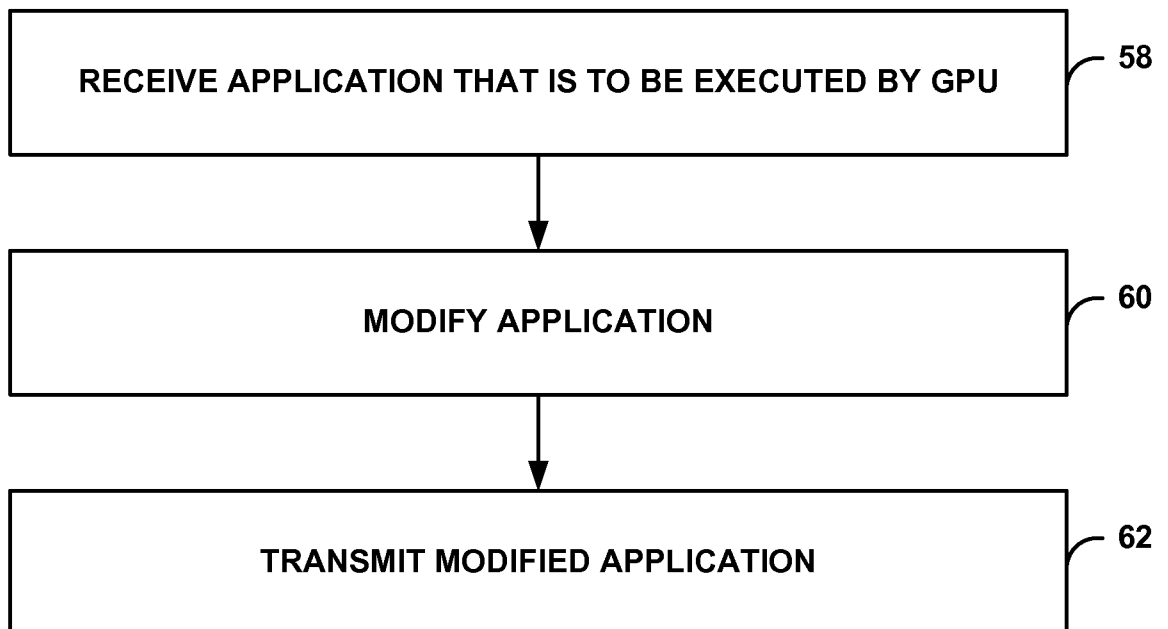 RECEIVE APPLICATION THAT IS TO BE EXECUTED BY GPU
58
MODIFY APPLICATION
60
TRANSMIT MODIFIED APPLICATION
62